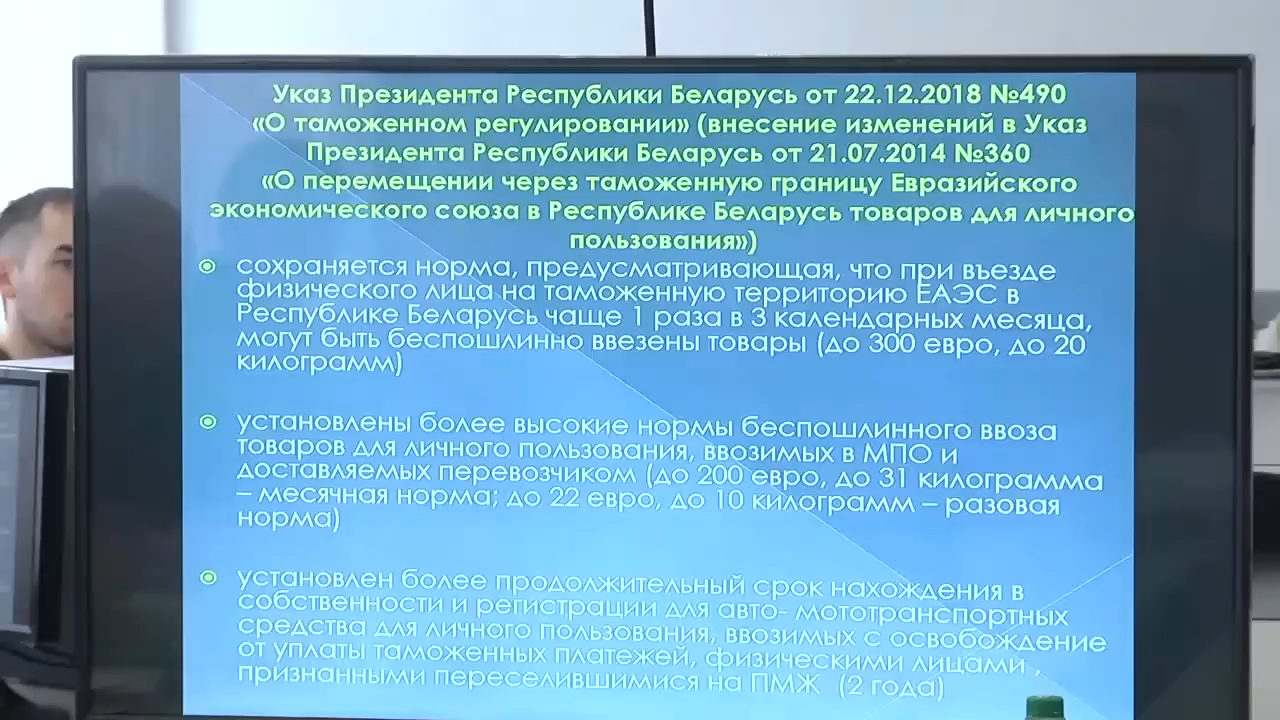 Указ Президента Республики Беларусь от 22.12.2018 №490
«О таможенном регулировании» (внесение изменений в Указ
Президента Республики Беларусь от 21.07.2014 №360
«О перемещении через таможенную границу Евразийского
экономического союза в Республике Беларусь товаров для личного
пользования»)
сохраняется норма, предусматривающая, что при въезде
физического лица на таможенную территорию ЕАЭС в
Республике Беларусь чаще 1 раза в 3 календарных месяца,
могут быть беспошлинно ввезены товары (до 300 евро, до 20
килограмм)
установлены более высокие нормы беспошлинного ввоза
товаров для личного пользования, ввозимых в МПО и
доставляемых перевозчиком (до 200 евро, до 31 килограмма
– месячная норма; до 22 евро, до 10 килограмм – разовая
норма)
установлен более продолжительный срок нахождения в
собственности и регистрации для авто- мототранспортных
средства для личного пользования, ввозимых с освобождение
от уплаты таможенных платежей, физическими лицами ,
признанными переселившимися на ПМЖ (2 года)